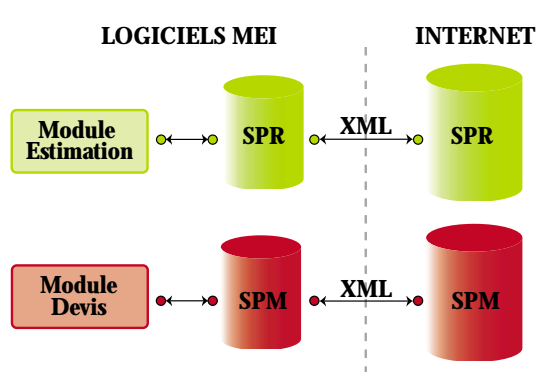 LOGICIELS MEI
INTERNET
Module
Estimation
SPR
XML
SPR
Module
Devis
SPM
XML
SPM